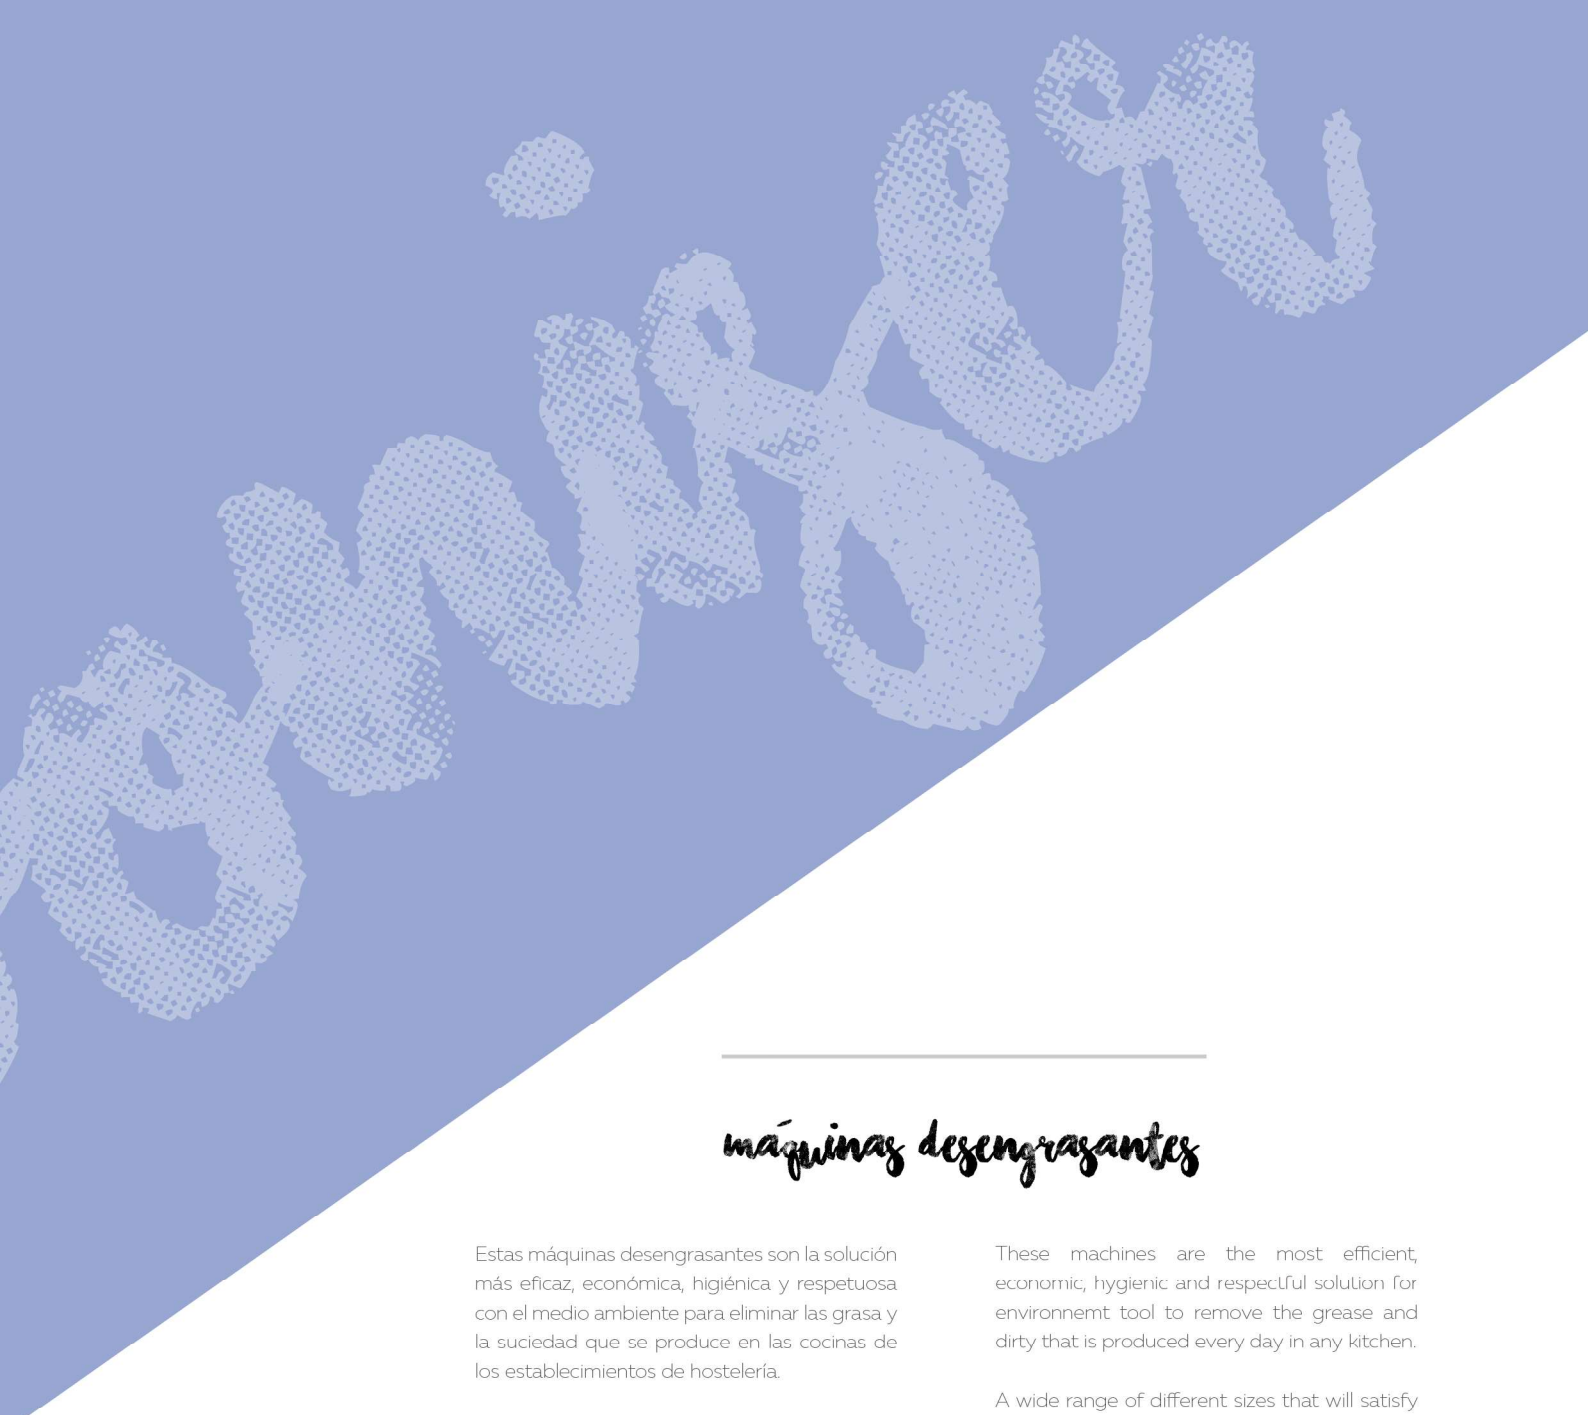 máquinas desengrasantes
Estas máquinas desengrasantes son la solución
más eficaz, económica, higiénica y respetuosa
con el medio ambiente para eliminar las grasa y
la suciedad que se produce en las cocinas de
los establecimientos de hostelería.
These machines are the most efficient,
economic, hygienic and respectful solution for
environnemt tool to remove the grease and
dirty that is produced every day in any kitchen.
A wide range of different sizes that will satisfy